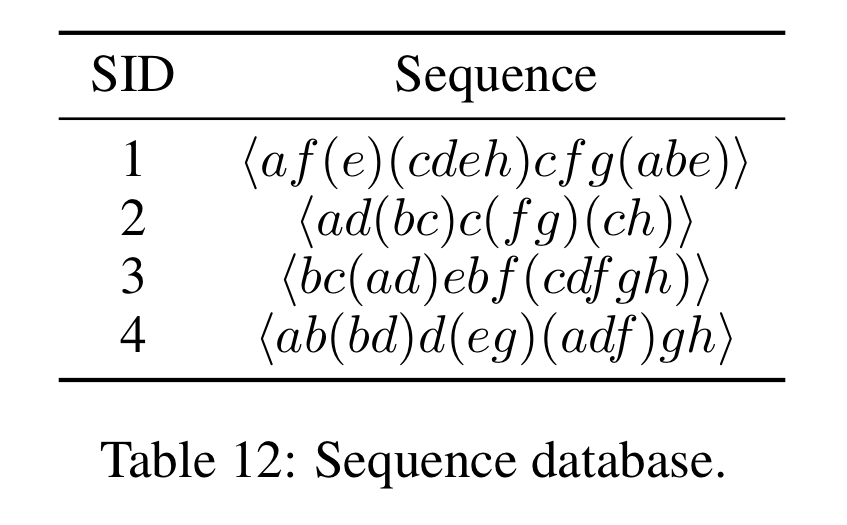 SID Sequence
1 ⟨af(e)(cdeh)cfg(abe)⟩
2 ⟨ad(bc)c(fg)(ch)⟩
3 ⟨bc(ad)ebf(cdfgh)⟩
4 ⟨ab(bd)d(eg)(adf)gh⟩
Table 12: Sequence database.